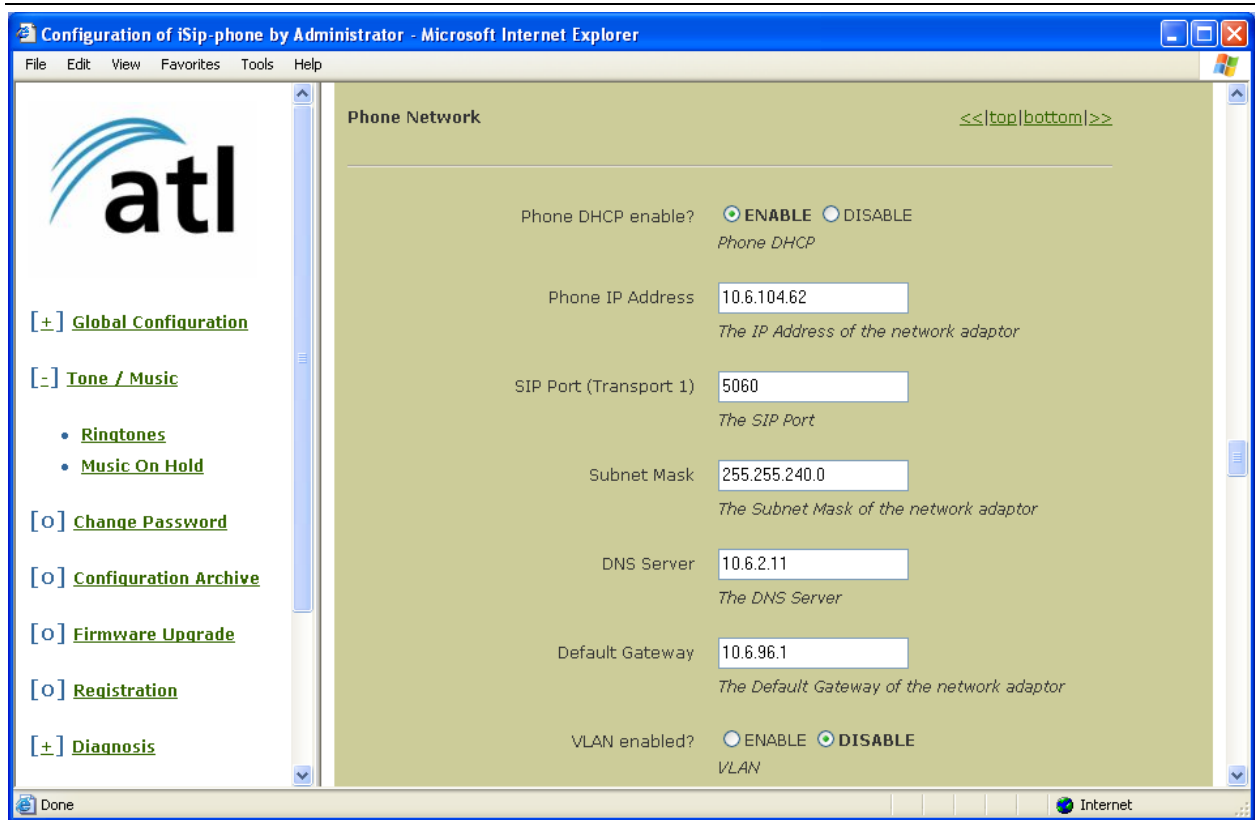 Configuration of iSip-phone by Administrator - Microsoft Internet Explorer
File Edit View Favorites Tools Help
atl
[+] Global Configuration
[-] Tone / Music
• Ringtones
• Music On Hold
[O] Change Password
[O] Configuration Archive
[O] Firmware Upgrade
[O] Registration
[+] Diagnosis
Phone Network <<|top|bottom|>>
Phone DHCP enable? ENABLE DISABLE
Phone DHCP
Phone IP Address 10.6.104.62
The IP Address of the network adaptor
SIP Port (Transport 1) 5060
The SIP Port
Subnet Mask 255.255.240.0
The Subnet Mask of the network adaptor
DNS Server 10.6.2.11
The DNS Server
Default Gateway 10.6.96.1
The Default Gateway of the network adaptor
VLAN enabled? ENABLE DISABLE
VLAN
Done Internet